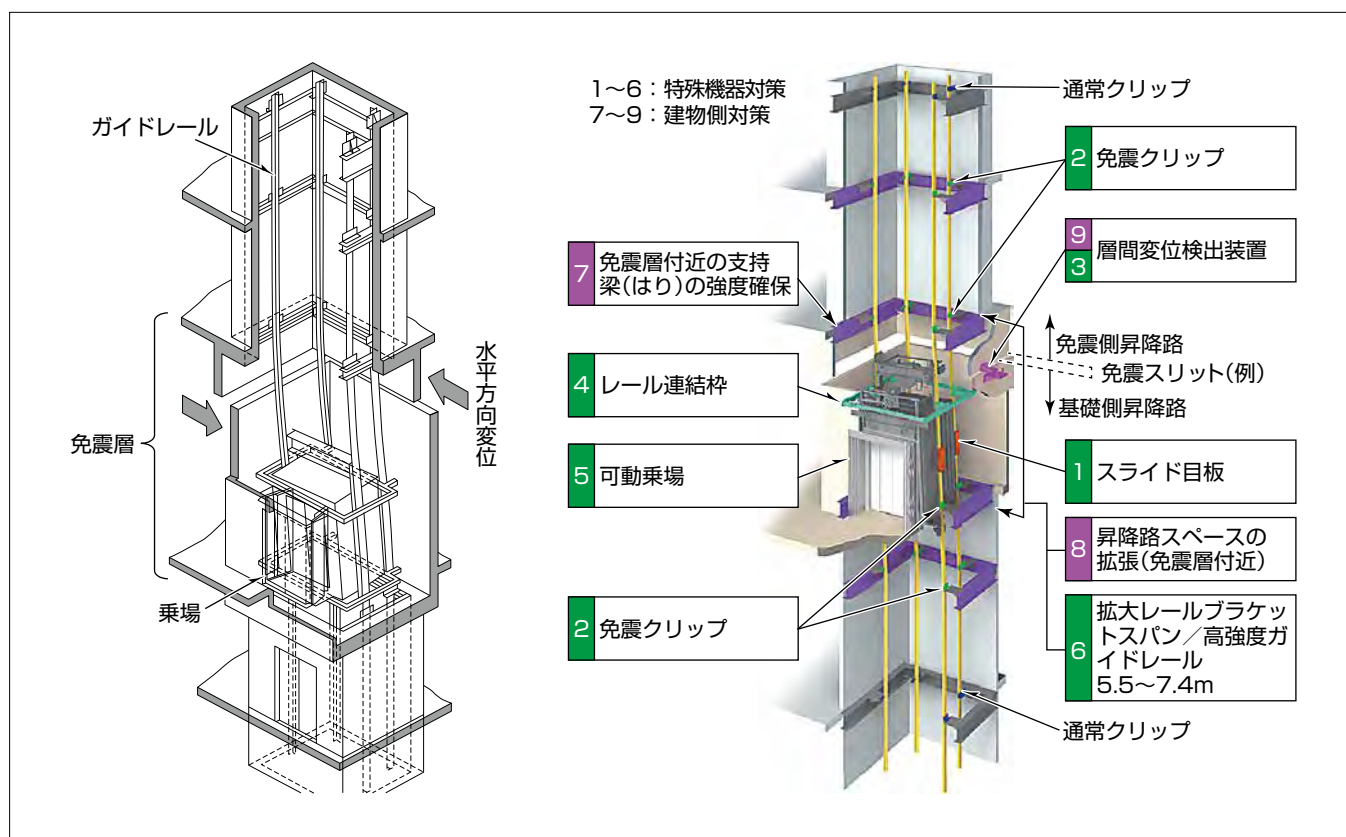 ガイドレール
免震層
乗場
水平方向変位
1〜6：特殊機器対策
7〜9：建物側対策
通常クリップ
2 免震クリップ
9
3
層間変位検出装置
7
免震層付近の支持
梁(はり)の強度確保
免震側昇降路
免震スリット(例)
基礎側昇降路
4 レール連結枠
5 可動乗場
1 スライド目板
8
昇降路スペースの
拡張(免震層付近)
2 免震クリップ
6
拡大レールブラケッ
トスパン／高強度ガ
イドレール
5.5〜7.4m
通常クリップ